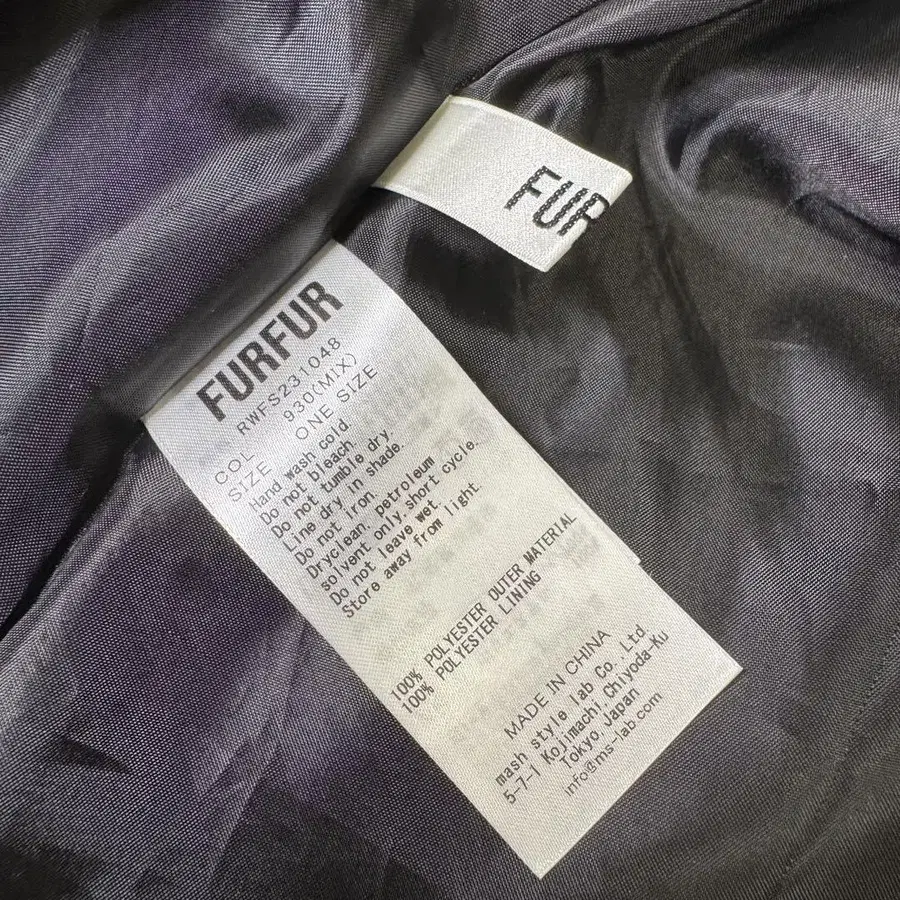 FUR
FURFUR
RWFS231048
COL 930(MIX)
SIZE ONE SIZE
Hand wash cold.
Do not bleach.
Do not tumble dry.
Line dry in shade.
Do not iron.
Dryclean, petroleum
solvent only,short cycle.
Do not leave wet.
Store away from light.
100% POLYESTER OUTER MATERIAL
100% POLYESTER LINING
MADE IN CHINA
mash style lab Co., Ltd
5-7-1 Kojimachi, Chiyoda-Ku
Tokyo, Japan
info@ms-lab.com